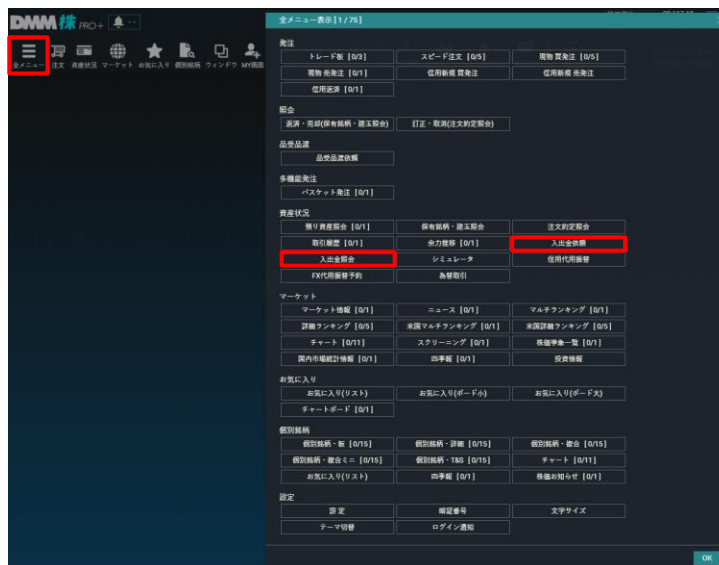 DMM 株 PRO+
全メニュー表示 [1/75]
全メニュー 注文 資産状況 マーケット お気に入り 個別銘柄 ウィンドウ MY画面
発注
トレード板 [0/3] スピード注文 [0/5] 現物 買発注 [0/5]
現物 売発注 [0/1] 信用新規 買発注 信用新規 売発注
信用返済 [0/1]
照会
返済・売却(保有銘柄・建玉照会) 訂正・取消(注文約定照会)
品受品渡
品受品渡依頼
多機能発注
バスケット発注 [0/1]
資産状況
預り資産照会 [0/1] 保有銘柄・建玉照会 注文約定照会
取引履歴 [0/1] 余力推移 [0/1] 入出金依頼
入出金照会 シミュレータ 信用代用振替
FX代用振替予約 為替取引
マーケット
マーケット情報 [0/1] ニュース [0/1] マルチランキング [0/1]
詳細ランキング [0/5] 米国マルチランキング [0/1] 米国詳細ランキング [0/5]
チャート [0/11] スクリーニング [0/1] 株価予象一覧 [0/1]
国内市場統計情報 [0/1] 四季報 [0/1] 投資情報
お気に入り
お気に入り(リスト) お気に入り(ボード小) お気に入り(ボード大)
チャートボード [0/1]
個別銘柄
個別銘柄・板 [0/15] 個別銘柄・詳細 [0/15] 個別銘柄・複合 [0/15]
個別銘柄・複合ミニ [0/15] 個別銘柄・T&S [0/15] チャート [0/11]
お気に入り(リスト) 四季報 [0/1] 株価お知らせ [0/1]
設定
設定 暗証番号 文字サイズ
テーマ切替 ログイン通知
OK